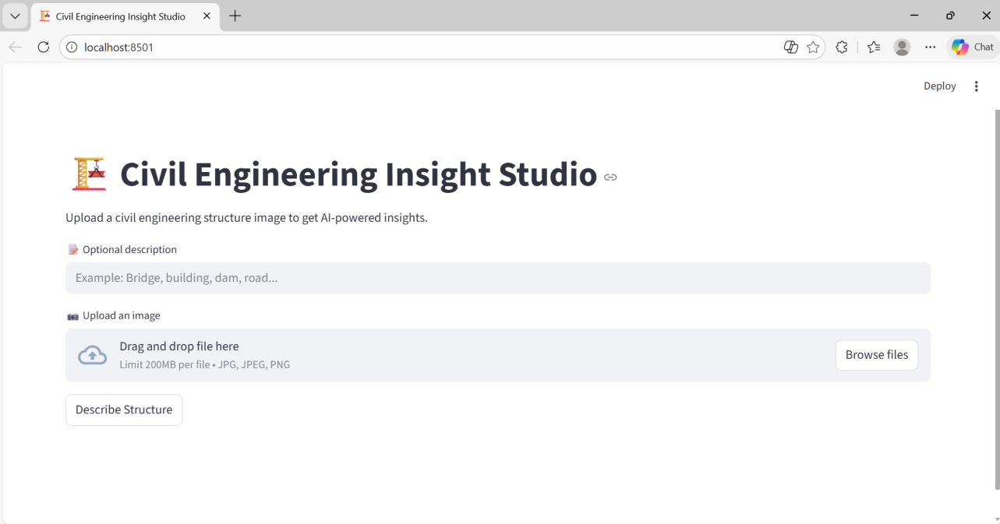 Civil Engineering Insight Studio
localhost:8501
Chat
Deploy
Civil Engineering Insight Studio
Upload a civil engineering structure image to get AI-powered insights.
Optional description
Example: Bridge, building, dam, road...
Upload an image
Drag and drop file here
Limit 200MB per file • JPG, JPEG, PNG
Browse files
Describe Structure